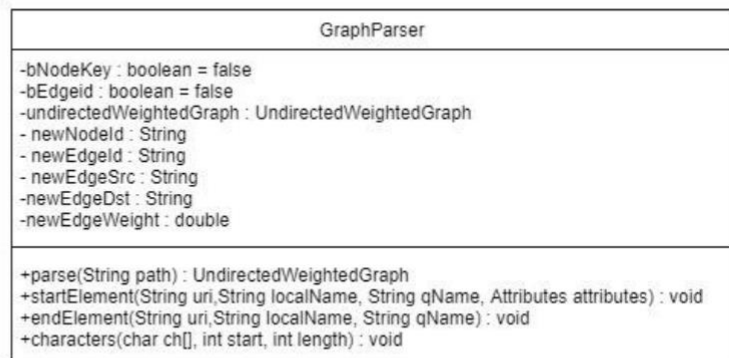 GraphParser
-bNodeKey : boolean = false
-bEdgeid : boolean = false
-undirectedWeightedGraph : UndirectedWeightedGraph
- newNodeId : String
- newEdgeId : String
- newEdgeSrc : String
-newEdgeDst : String
-newEdgeWeight : double
+parse(String path) : UndirectedWeightedGraph
+startElement(String uri,String localName, String qName, Attributes attributes) : void
+endElement(String uri,String localName, String qName) : void
+characters(char ch[], int start, int length) : void